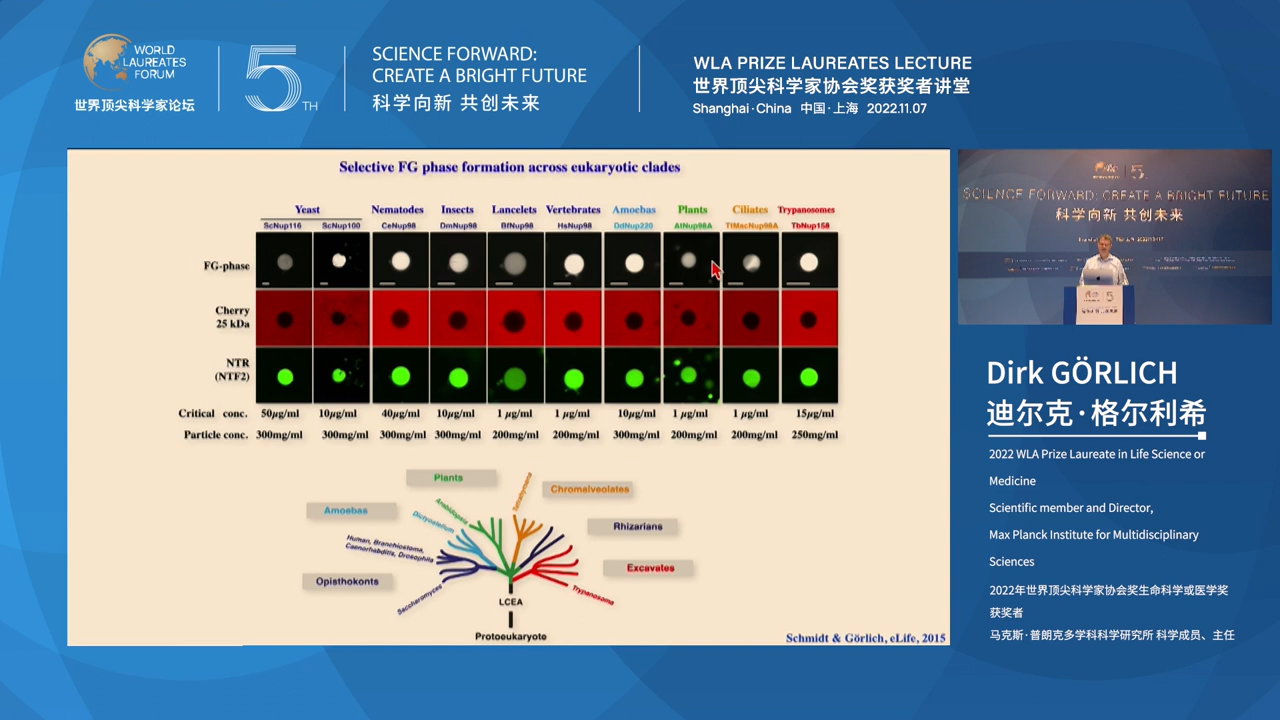 WORLD
LAUREATES
FORUM
世界顶尖科学家论坛
5TH
SCIENCE FORWARD:
CREATE A BRIGHT FUTURE
科学向新 共创未来
WLA PRIZE LAUREATES LECTURE
世界顶尖科学家协会奖获奖者讲堂
Shanghai·China 中国·上海 2022.11.07
Selective FG phase formation across eukaryotic clades
Yeast Nematodes Insects Lancelets Vertebrates Amoebas Plants Ciliates Trypanosomes
ScNup116 ScNup100 CeNup98 DmNup98 BfNup98 HsNup98 DdNup220 AtNup98A TtMacNup98A TbNup158
FG-phase
Cherry
25 kDa
NTR
(NTF2)
Critical conc. 50µg/ml 10µg/ml 40µg/ml 10µg/ml 1 µg/ml 1 µg/ml 10µg/ml 1 µg/ml 1 µg/ml 15µg/ml
Particle conc. 300mg/ml 300mg/ml 300mg/ml 300mg/ml 200mg/ml 200mg/ml 300mg/ml 200mg/ml 200mg/ml 250mg/ml
Plants
Chromalveolates
Amoebas
Rhizarians
Opisthokonts
Excavates
Tetrahymena
Arabidopsis
Dictyostelium
Human, Branchiostoma,
Caenorhabditis, Drosophila
Saccharomyces
Trypanosoma
LCEA
Protoeukaryote
Schmidt & Görlich, eLife, 2015
SCIENCE FORWARD: CREATE A BRIGHT FUTURE
科学向新 共创未来
Dirk GÖRLICH
迪尔克·格尔利希
2022 WLA Prize Laureate in Life Science or
Medicine
Scientific member and Director,
Max Planck Institute for Multidisciplinary
Sciences
2022年世界顶尖科学家协会奖生命科学或医学奖
获奖者
马克斯·普朗克多学科科学研究所 科学成员、主任